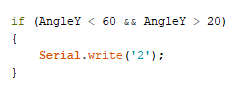 if (AngleY < 60 && AngleY > 20)
{
    Serial.write('2');
}